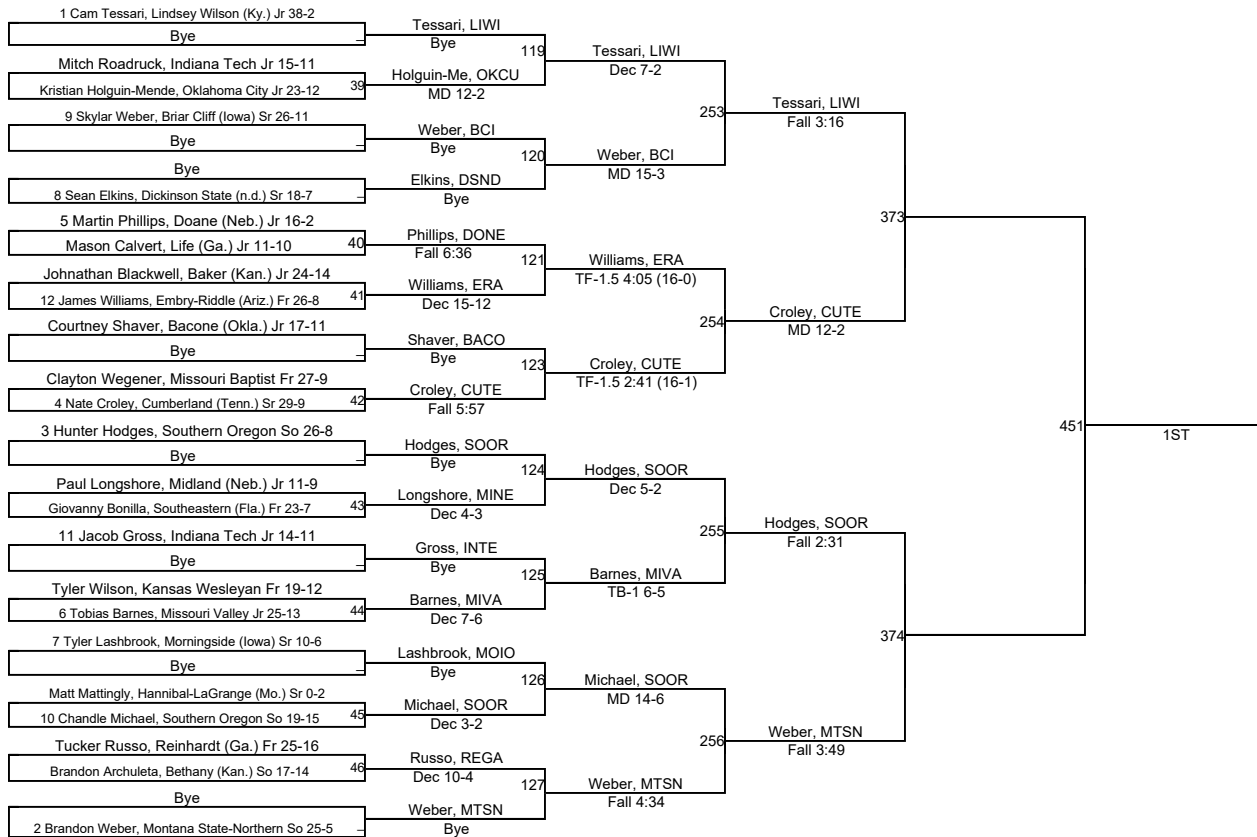 1 Cam Tessari, Lindsey Wilson (Ky.) Jr 38-2
Bye
_
Mitch Roadruck, Indiana Tech Jr 15-11
Kristian Holguin-Mende, Oklahoma City Jr 23-12
39
9 Skylar Weber, Briar Cliff (Iowa) Sr 26-11
Bye
_
Bye
8 Sean Elkins, Dickinson State (n.d.) Sr 18-7
_
5 Martin Phillips, Doane (Neb.) Jr 16-2
Mason Calvert, Life (Ga.) Jr 11-10
40
Johnathan Blackwell, Baker (Kan.) Jr 24-14
12 James Williams, Embry-Riddle (Ariz.) Fr 26-8
41
Courtney Shaver, Bacone (Okla.) Jr 17-11
Bye
_
Clayton Wegener, Missouri Baptist Fr 27-9
4 Nate Croley, Cumberland (Tenn.) Sr 29-9
42
3 Hunter Hodges, Southern Oregon So 26-8
Bye
_
Paul Longshore, Midland (Neb.) Jr 11-9
Giovanny Bonilla, Southeastern (Fla.) Fr 23-7
43
11 Jacob Gross, Indiana Tech Jr 14-11
Bye
_
Tyler Wilson, Kansas Wesleyan Fr 19-12
6 Tobias Barnes, Missouri Valley Jr 25-13
44
7 Tyler Lashbrook, Morningside (Iowa) Sr 10-6
Bye
_
Matt Mattingly, Hannibal-LaGrange (Mo.) Sr 0-2
10 Chandle Michael, Southern Oregon So 19-15
45
Tucker Russo, Reinhardt (Ga.) Fr 25-16
Brandon Archuleta, Bethany (Kan.) So 17-14
46
Bye
2 Brandon Weber, Montana State-Northern So 25-5
_
Tessari, LIWI
Bye
119
Holguin-Me, OKCU
MD 12-2
Weber, BCI
Bye
120
Elkins, DSND
Bye
Phillips, DONE
Fall 6:36
121
Williams, ERA
Dec 15-12
Shaver, BACO
Bye
123
Croley, CUTE
Fall 5:57
Hodges, SOOR
Bye
124
Longshore, MINE
Dec 4-3
Gross, INTE
Bye
125
Barnes, MIVA
Dec 7-6
Lashbrook, MOIO
Bye
126
Michael, SOOR
Dec 3-2
Russo, REGA
Dec 10-4
127
Weber, MTSN
Bye
Tessari, LIWI
Dec 7-2
253
Weber, BCI
MD 15-3
Williams, ERA
TF-1.5 4:05 (16-0)
254
Croley, CUTE
TF-1.5 2:41 (16-1)
Hodges, SOOR
Dec 5-2
255
Barnes, MIVA
TB-1 6-5
Michael, SOOR
MD 14-6
256
Weber, MTSN
Fall 4:34
Tessari, LIWI
Fall 3:16
373
Croley, CUTE
MD 12-2
Hodges, SOOR
Fall 2:31
374
Weber, MTSN
Fall 3:49
451
1ST